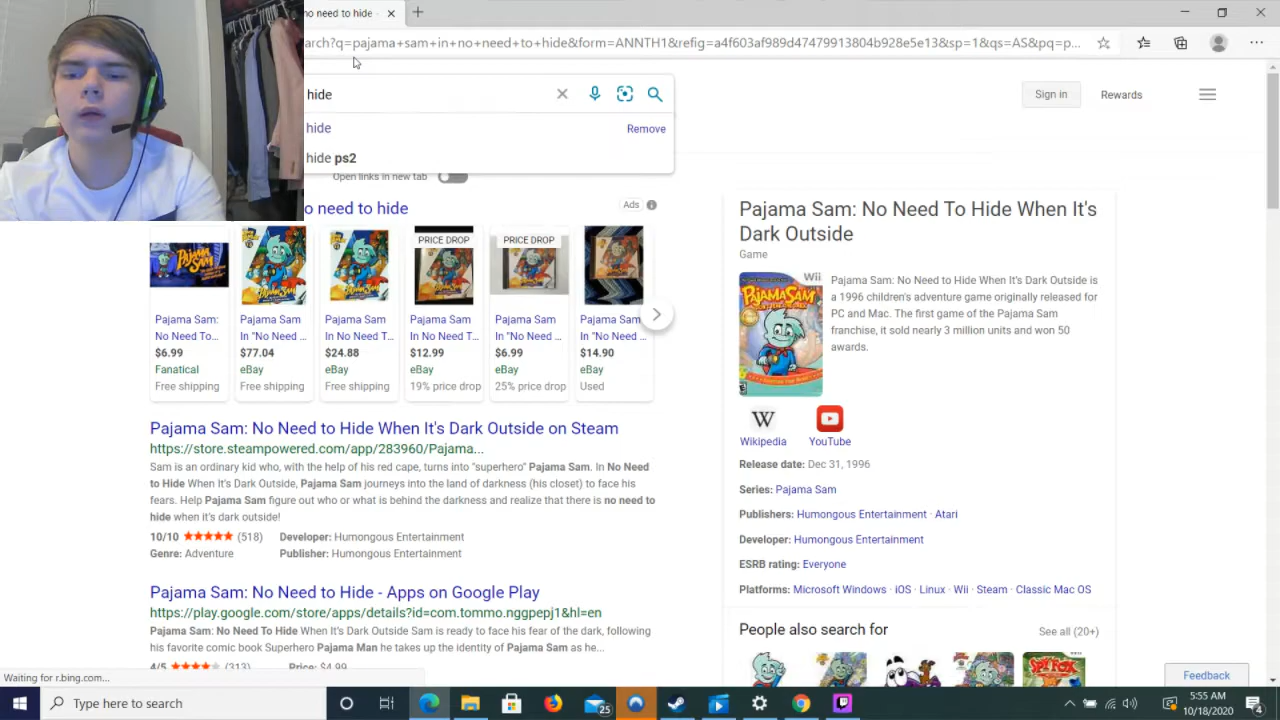 no need to hide
arch?q=pajama+sam+in+no+need+to+hide&form=ANNTH1&refig=a4f603af989d47479913804b928e5e13&sp=1&qs=AS&pq=p...
hide
Sign in
Rewards
hide
Remove
hide ps2
Open links in new tab
o need to hide
Ads
PRICE DROP
PRICE DROP
Pajama Sam: No Need To...
$6.99
Fanatical
Free shipping
Pajama Sam In "No Need ...
$77.04
eBay
Free shipping
Pajama Sam In No Need T...
$24.88
eBay
Free shipping
Pajama Sam In No Need T...
$12.99
eBay
19% price drop
Pajama Sam In "No Need ...
$6.99
eBay
25% price drop
Pajama Sam In "No Need ...
$14.90
eBay
Used
Pajama Sam: No Need to Hide When It's Dark Outside on Steam
https://store.steampowered.com/app/283960/Pajama...
Sam is an ordinary kid who, with the help of his red cape, turns into "superhero" Pajama Sam. In No Need
to Hide When It's Dark Outside, Pajama Sam journeys into the land of darkness (his closet) to face his
fears. Help Pajama Sam figure out who or what is behind the darkness and realize that there is no need to
hide when it's dark outside!
10/10 (518) Developer: Humongous Entertainment
Genre: Adventure Publisher: Humongous Entertainment
Pajama Sam: No Need to Hide - Apps on Google Play
https://play.google.com/store/apps/details?id=com.tommo.nggpepj1&hl=en
Pajama Sam: No Need To Hide When It's Dark Outside Sam is ready to face his fear of the dark, following
his favorite comic book Superhero Pajama Man he takes up the identity of Pajama Sam as he...
4/5 (313) Price: $4.99
Pajama Sam: No Need To Hide When It's
Dark Outside
Game
Wii
PAJAMA SAM
Pajama Sam: No Need to Hide When It's Dark Outside is
a 1996 children's adventure game originally released for
PC and Mac. The first game of the Pajama Sam
franchise, it sold nearly 3 million units and won 50
awards.
W
Wikipedia
YouTube
Release date: Dec 31, 1996
Series: Pajama Sam
Publishers: Humongous Entertainment · Atari
Developer: Humongous Entertainment
ESRB rating: Everyone
Platforms: Microsoft Windows · iOS · Linux · Wii · Steam · Classic Mac OS
People also search for
See all (20+)
SPY FOX
Feedback
Waiting for r.bing.com...
Type here to search
25
5:55 AM
10/18/2020
4